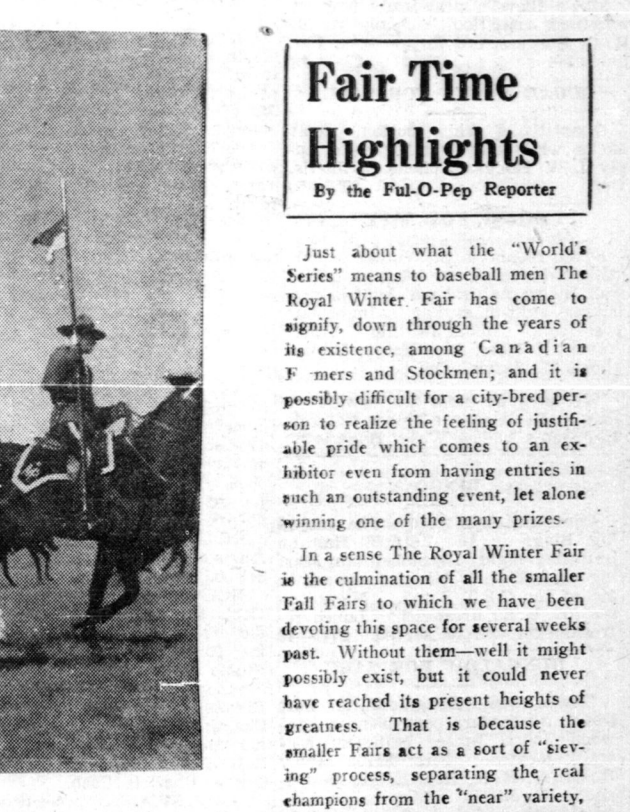 Fair Time
Highlights
By the Ful-O-Pep Reporter
Just about what the "World's
Series" means to baseball men The
Royal Winter Fair has come to
signify, down through the years of
its existence, among Canadian
F mers and Stockmen; and it is
possibly difficult for a city-bred per-
son to realize the feeling of justifi-
able pride which comes to an ex-
hibitor even from having entries in
such an outstanding event, let alone
winning one of the many prizes.
In a sense The Royal Winter Fair
is the culmination of all the smaller
Fall Fairs to which we have been
devoting this space for several weeks
past. Without them—well it might
possibly exist, but it could never
have reached its present heights of
greatness. That is because the
smaller Fairs act as a sort of "siev-
ing" process, separating the real
champions from the "near" variety,